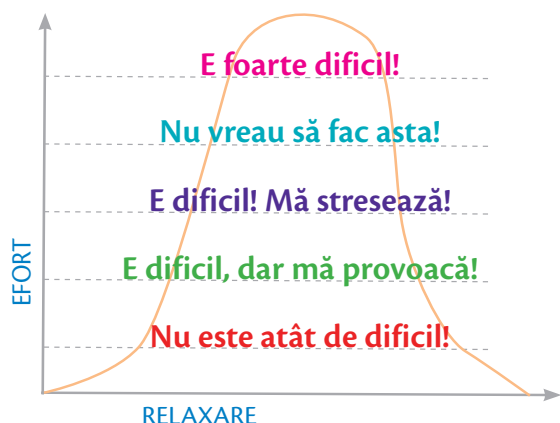 E foarte dificil!
Nu vreau să fac asta!
E dificil! Mă stresează!
E dificil, dar mă provoacă!
Nu este atât de dificil!
EFORT
RELAXARE